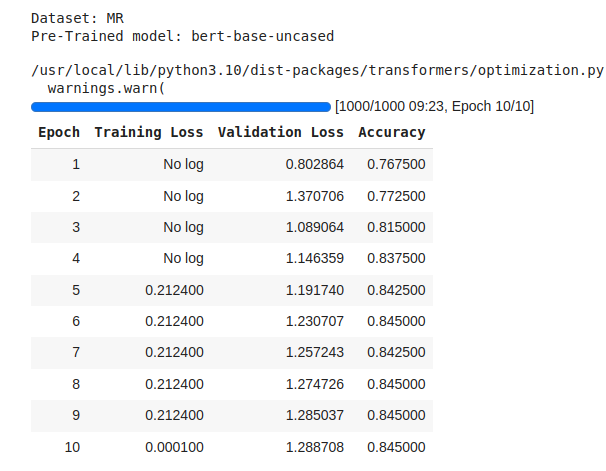 Dataset: MR
Pre-Trained model: bert-base-uncased
/usr/local/lib/python3.10/dist-packages/transformers/optimization.py
warnings.warn(
[1000/1000 09:23, Epoch 10/10]
Epoch Training Loss Validation Loss Accuracy
1 No log 0.802864 0.767500
2 No log 1.370706 0.772500
3 No log 1.089064 0.815000
4 No log 1.146359 0.837500
5 0.212400 1.191740 0.842500
6 0.212400 1.230707 0.845000
7 0.212400 1.257243 0.842500
8 0.212400 1.274726 0.845000
9 0.212400 1.285037 0.845000
10 0.000100 1.288708 0.845000